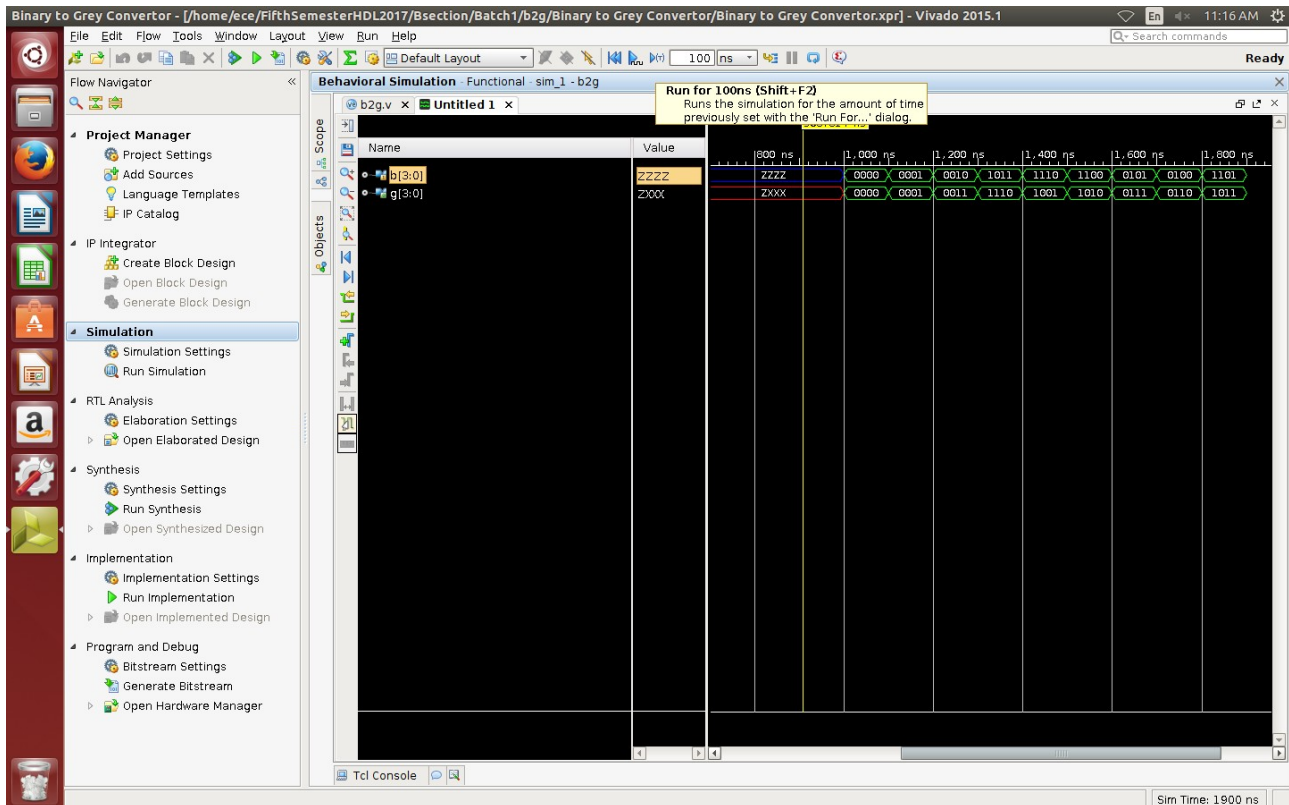 Binary to Grey Convertor - [/home/ece/FifthSemesterHDL2017/Bsection/Batch1/b2g/Binary to Grey Convertor/Binary to Grey Convertor.xpr] - Vivado 2015.1
En
11:16 AM
File Edit Flow Tools Window Layout View Run Help
Search commands
Default Layout
100 ns
Ready
Flow Navigator
Behavioral Simulation - Functional - sim_1 - b2g
Run for 100ns (Shift+F2)
Runs the simulation for the amount of time
previously set with the 'Run For...' dialog.
b2g.v
Untitled 1
Scope
Objects
Name Value
800 ns 1,000 ns 1,200 ns 1,400 ns 1,600 ns 1,800 ns
b[3:0] ZZZZ ZZZZ 0000 0001 0010 1011 1110 1100 0101 0100 1101
g[3:0] ZXXX ZXXX 0000 0001 0011 1110 1001 1010 0111 0110 1011
Project Manager
Project Settings
Add Sources
Language Templates
IP Catalog
IP Integrator
Create Block Design
Open Block Design
Generate Block Design
Simulation
Simulation Settings
Run Simulation
RTL Analysis
Elaboration Settings
Open Elaborated Design
Synthesis
Synthesis Settings
Run Synthesis
Open Synthesized Design
Implementation
Implementation Settings
Run Implementation
Open Implemented Design
Program and Debug
Bitstream Settings
Generate Bitstream
Open Hardware Manager
Tcl Console
Sim Time: 1900 ns